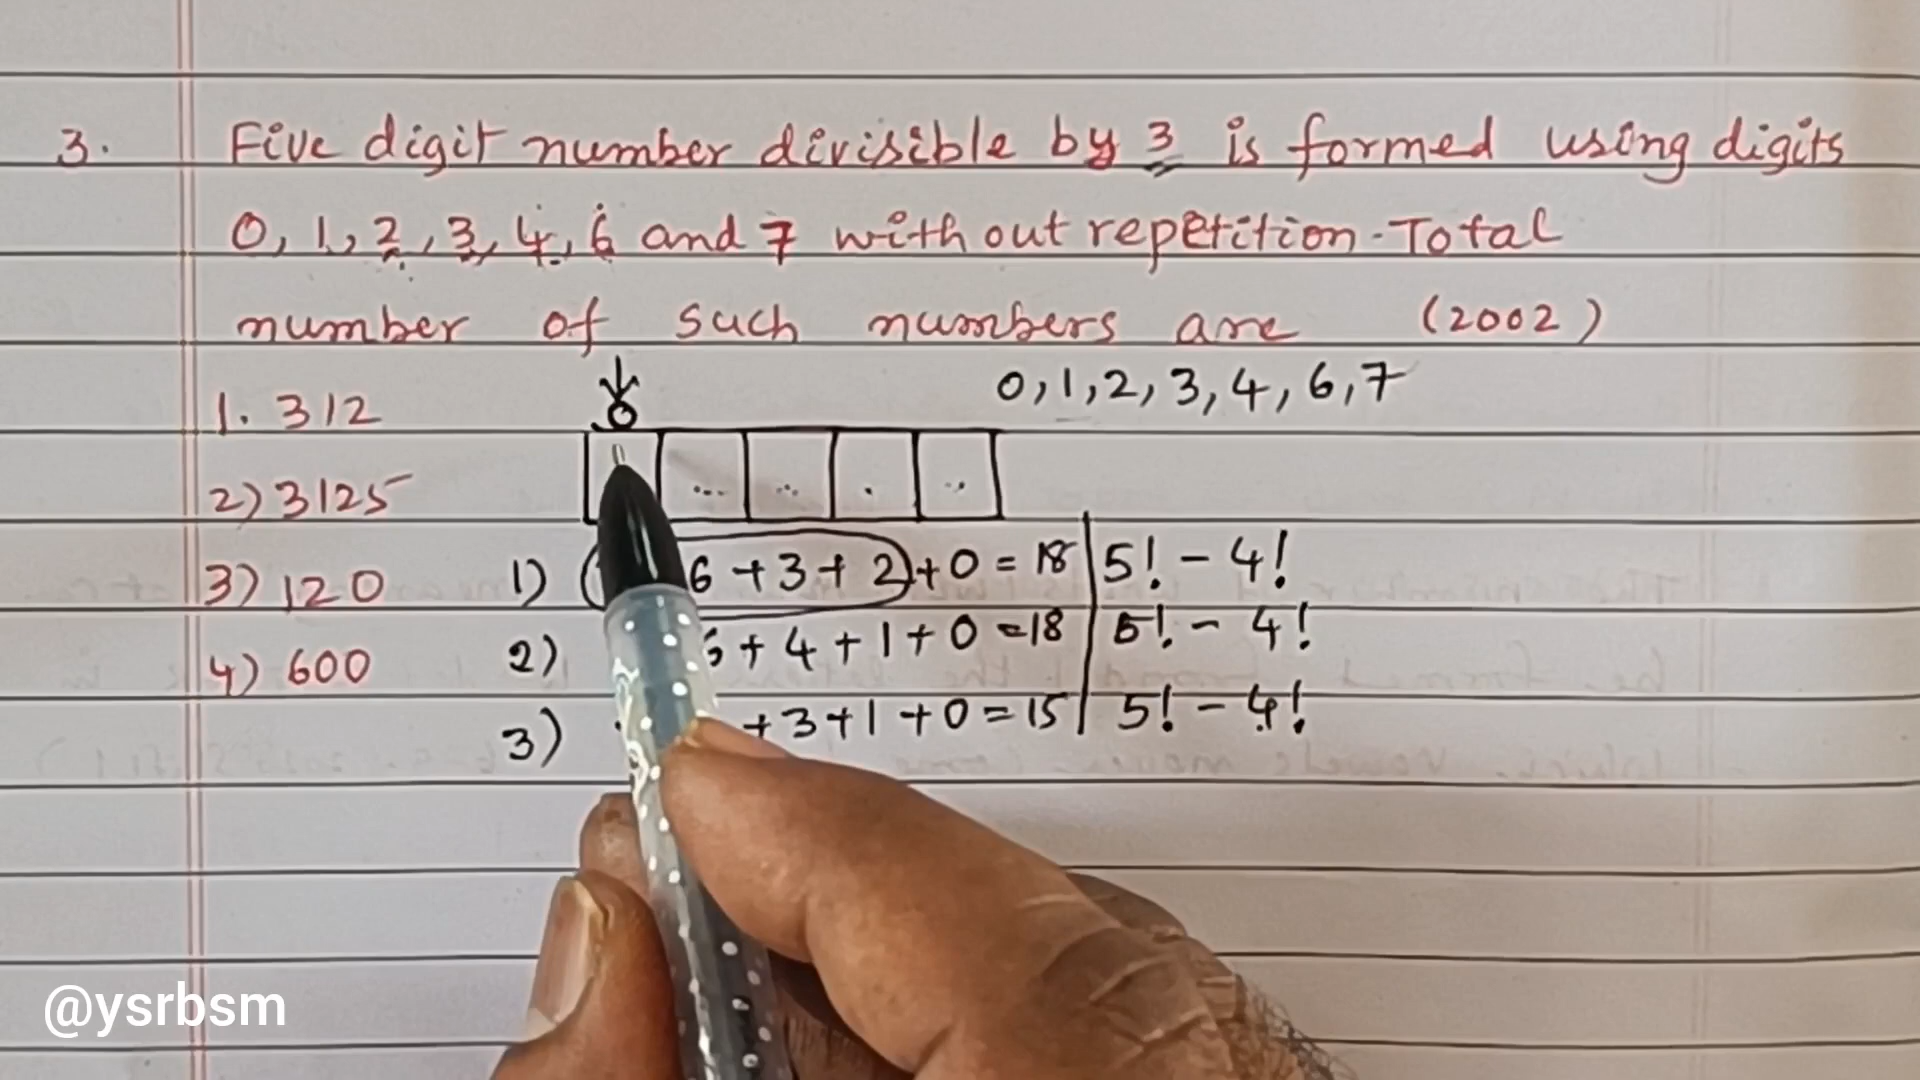 3. Five digit number divisible by 3 is formed using digits
0, 1, 2, 3, 4, 6 and 7 without repetition. Total
number of such numbers are (2002)
0, 1, 2, 3, 4, 6, 7
1. 312
0
2) 3125
3) 120
4) 600
1) 6 + 3 + 2 + 0 = 18 5! - 4!
2) + 4 + 1 + 0 = 18 5! - 4!
3) + 3 + 1 + 0 = 15 5! - 4!
@ysrbsm